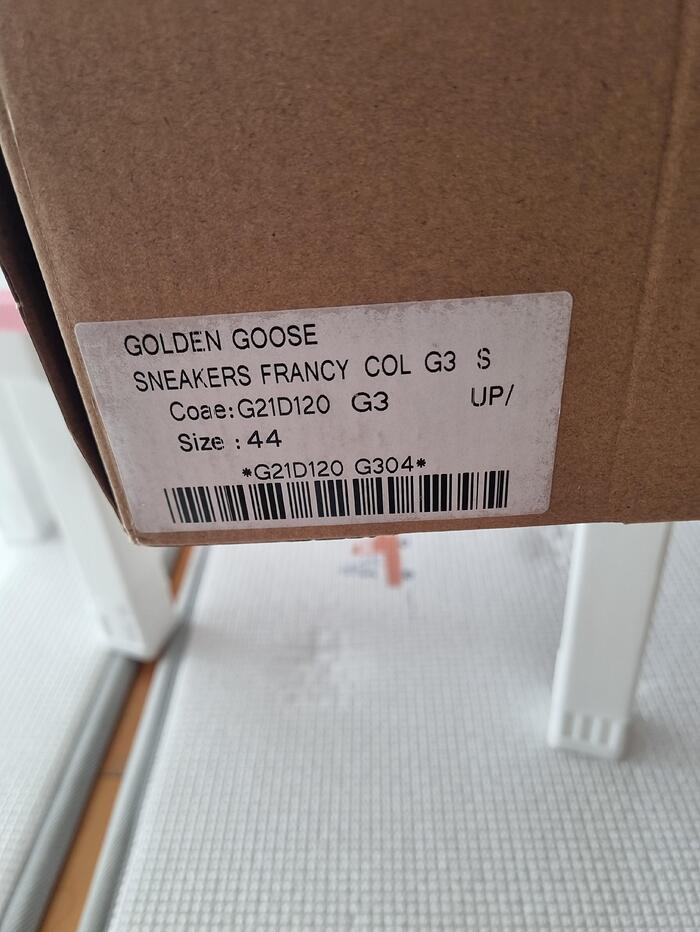 GOLDEN GOOSE
SNEAKERS FRANCY COL G3 S
Coae:G21D120 G3 UP/
Size : 44
*G21D120 G304*